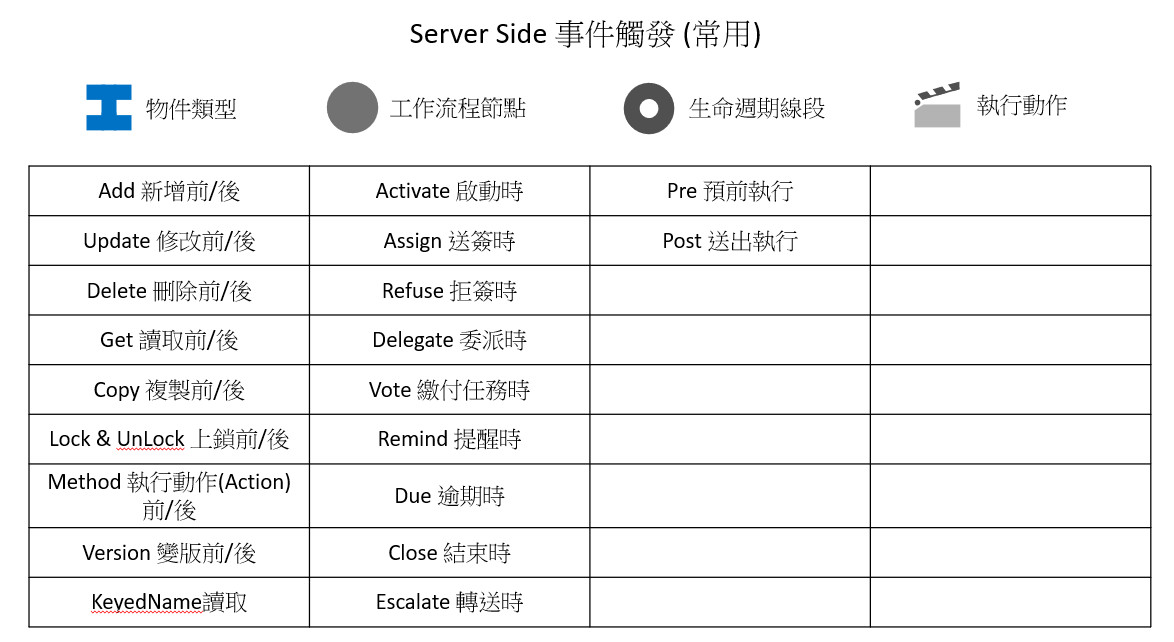 Server Side 事件觸發 (常用)
物件類型
工作流程節點
生命週期線段
執行動作
Add 新增前/後
Activate 啟動時
Pre 預前執行
Update 修改前/後
Assign 送簽時
Post 送出執行
Delete 刪除前/後
Refuse 拒簽時
Get 讀取前/後
Delegate 委派時
Copy 複製前/後
Vote 繳付任務時
Lock & UnLock 上鎖前/後
Remind 提醒時
Method 執行動作(Action)
前/後
Due 逾期時
Version 變版前/後
Close 結束時
KeyedName讀取
Escalate 轉送時